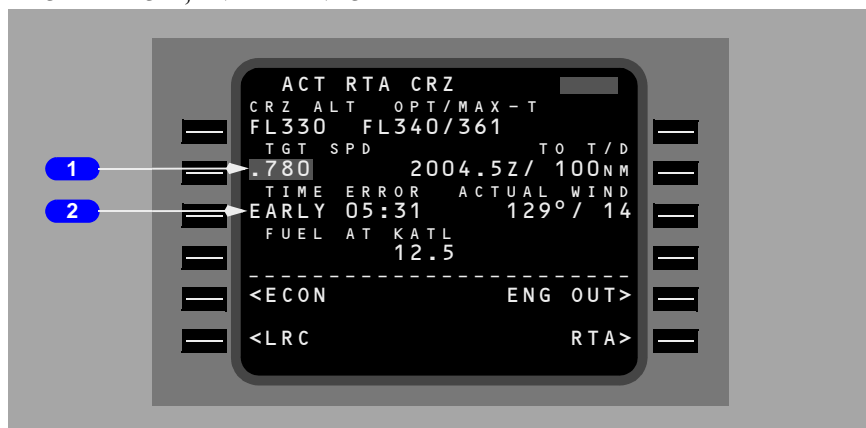 ACT RTA CRZ
CRZ ALT OPT/MAX-T
FL330 FL340/361
TGT SPD TO T/D
1 .780 2004.5Z/ 100NM
TIME ERROR ACTUAL WIND
2 EARLY 05:31 129°/ 14
FUEL AT KATL
12.5
------------------------
<ECON ENG OUT>
<LRC RTA>